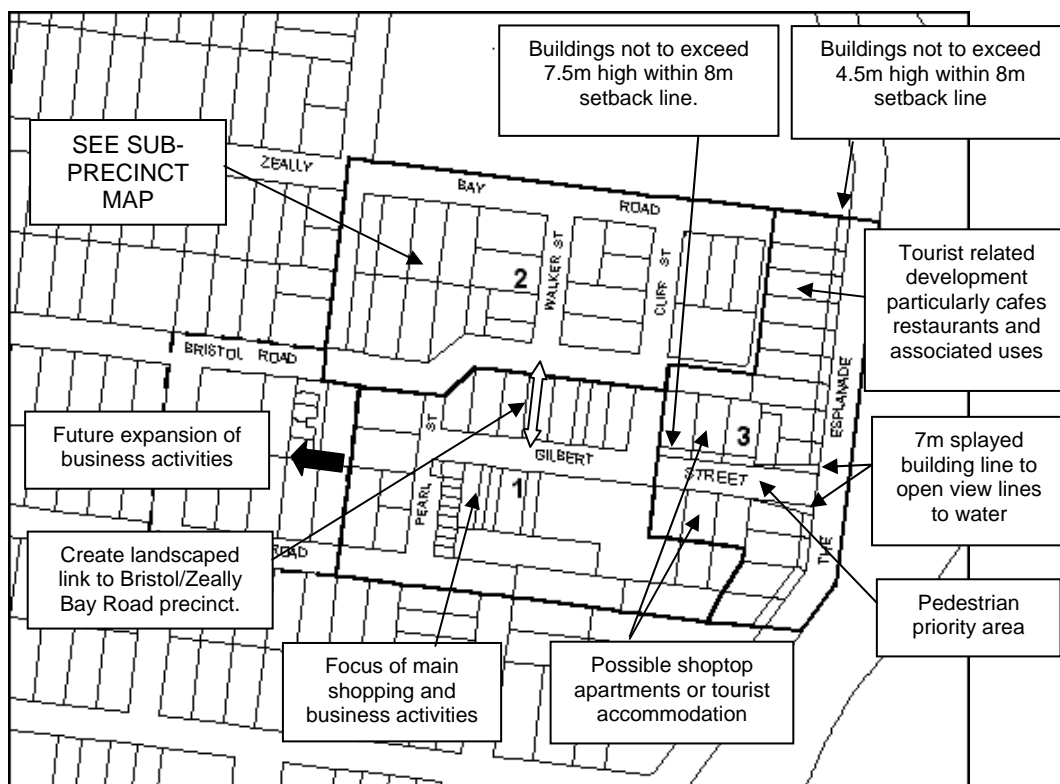 Buildings not to exceed
7.5m high within 8m
setback line.
Buildings not to exceed
4.5m high within 8m
setback line
SEE SUB-
PRECINCT
MAP
ZEALLY
BAY
ROAD
WALKER ST
CLIFF ST
2
Tourist related
development
particularly cafes
restaurants and
associated uses
BRISTOL ROAD
ESPLANADE
THE
Future expansion of
business activities
PEARL
ST
GILBERT
STREET
1
3
7m splayed
building line to
open view lines
to water
Create landscaped
link to Bristol/Zeally
Bay Road precinct.
ROAD
Focus of main
shopping and
business activities
Possible shoptop
apartments or tourist
accommodation
Pedestrian
priority area